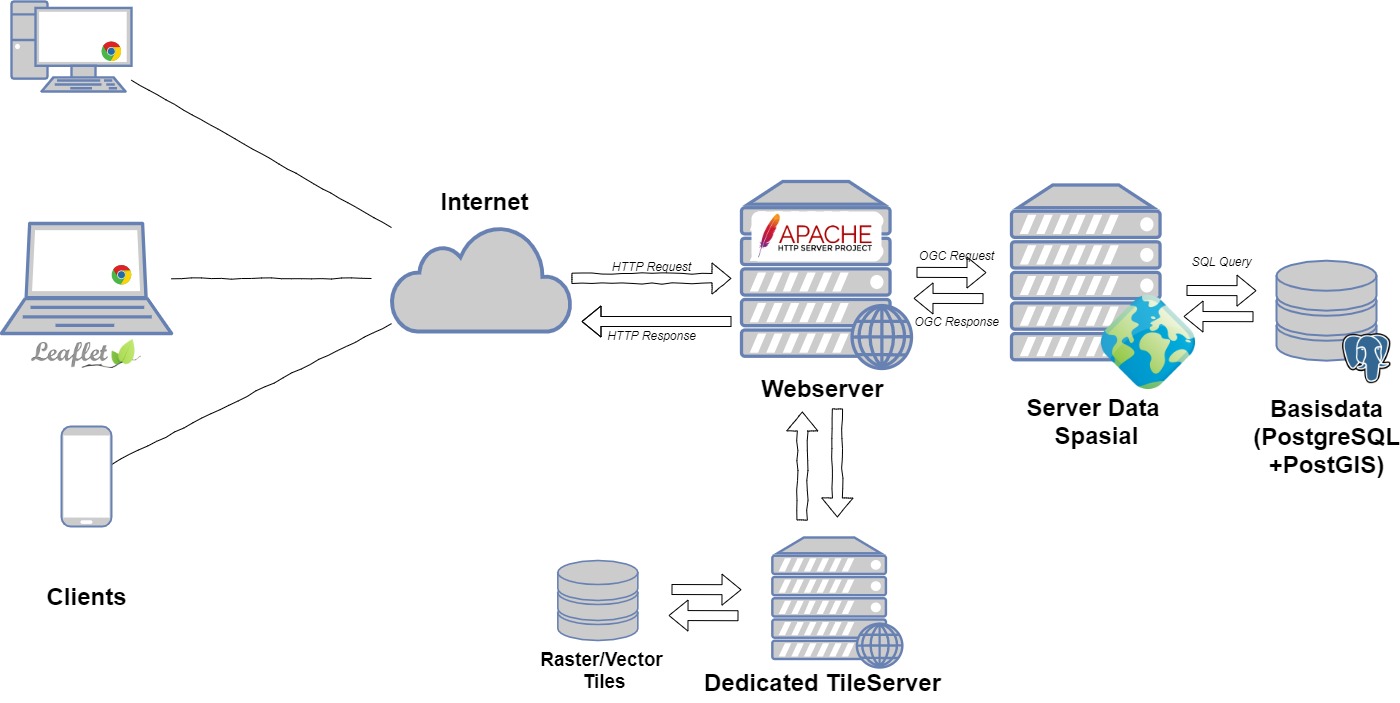 Internet
APACHE
HTTP SERVER PROJECT
HTTP Request
HTTP Response
OGC Request
OGC Response
SQL Query
Leaflet
Webserver
Server Data
Spasial
Basisdata
(PostgreSQL
+PostGIS)
Clients
Raster/Vector
Tiles
Dedicated TileServer